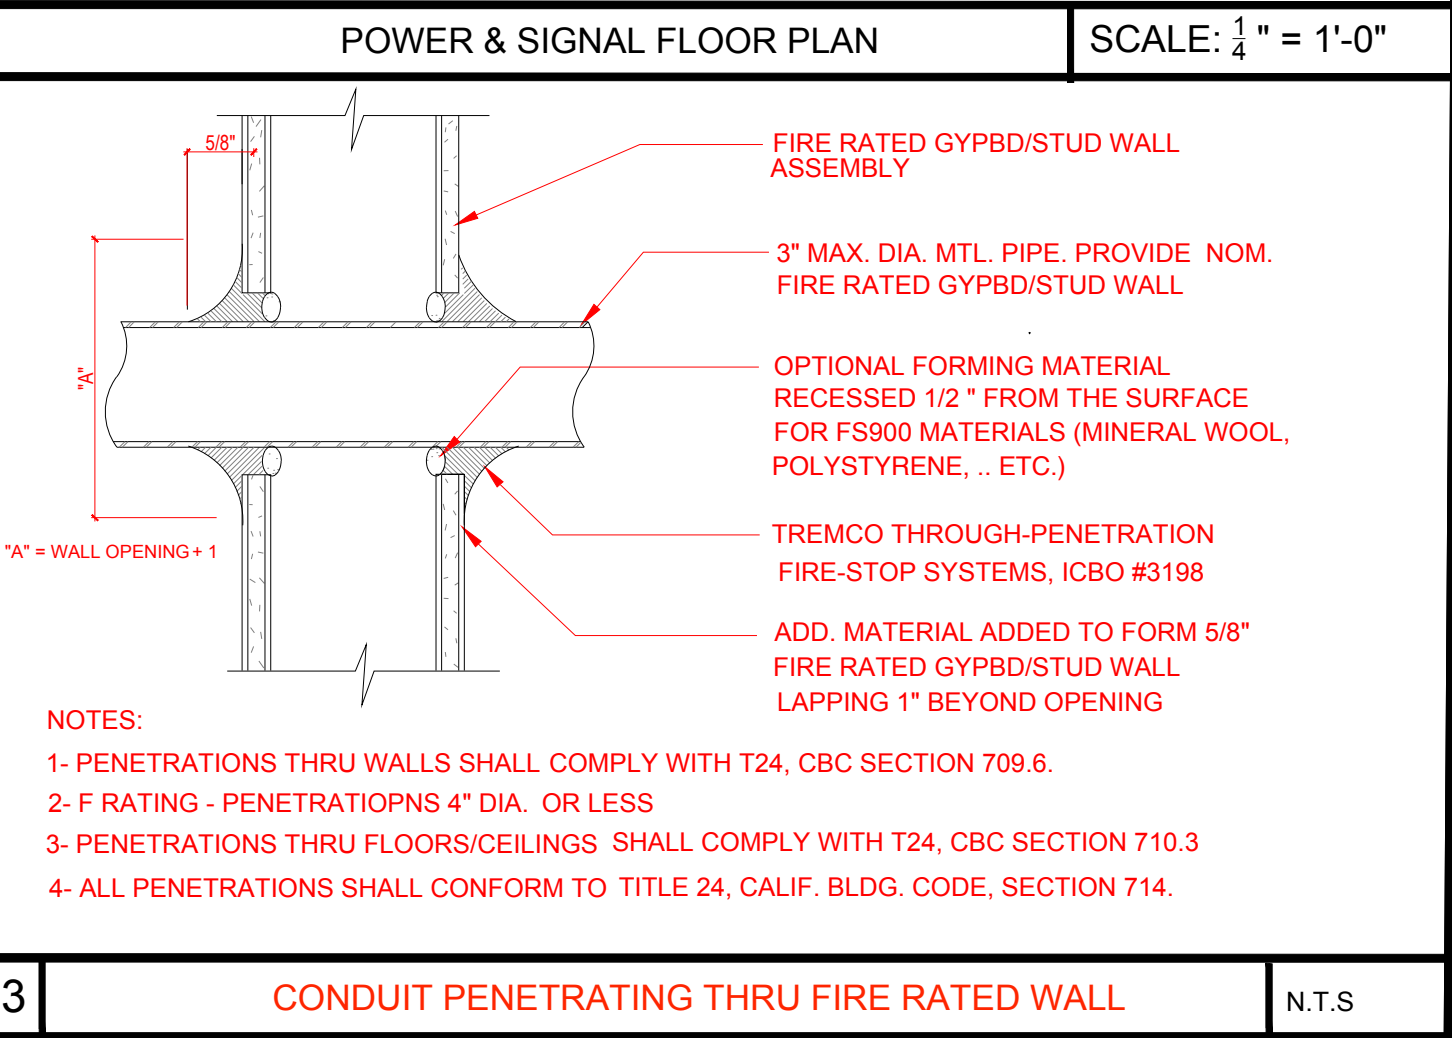 POWER & SIGNAL FLOOR PLAN
SCALE: 1/4 " = 1'-0"
5/8"
"A"
"A" = WALL OPENING + 1
FIRE RATED GYPBD/STUD WALL
ASSEMBLY
3" MAX. DIA. MTL. PIPE. PROVIDE NOM.
FIRE RATED GYPBD/STUD WALL
OPTIONAL FORMING MATERIAL
RECESSED 1/2 " FROM THE SURFACE
FOR FS900 MATERIALS (MINERAL WOOL,
POLYSTYRENE, .. ETC.)
TREMCO THROUGH-PENETRATION
FIRE-STOP SYSTEMS, ICBO #3198
ADD. MATERIAL ADDED TO FORM 5/8"
FIRE RATED GYPBD/STUD WALL
LAPPING 1" BEYOND OPENING
NOTES:
1- PENETRATIONS THRU WALLS SHALL COMPLY WITH T24, CBC SECTION 709.6.
2- F RATING - PENETRATIOPNS 4" DIA. OR LESS
3- PENETRATIONS THRU FLOORS/CEILINGS SHALL COMPLY WITH T24, CBC SECTION 710.3
4- ALL PENETRATIONS SHALL CONFORM TO TITLE 24, CALIF. BLDG. CODE, SECTION 714.
3
CONDUIT PENETRATING THRU FIRE RATED WALL
N.T.S